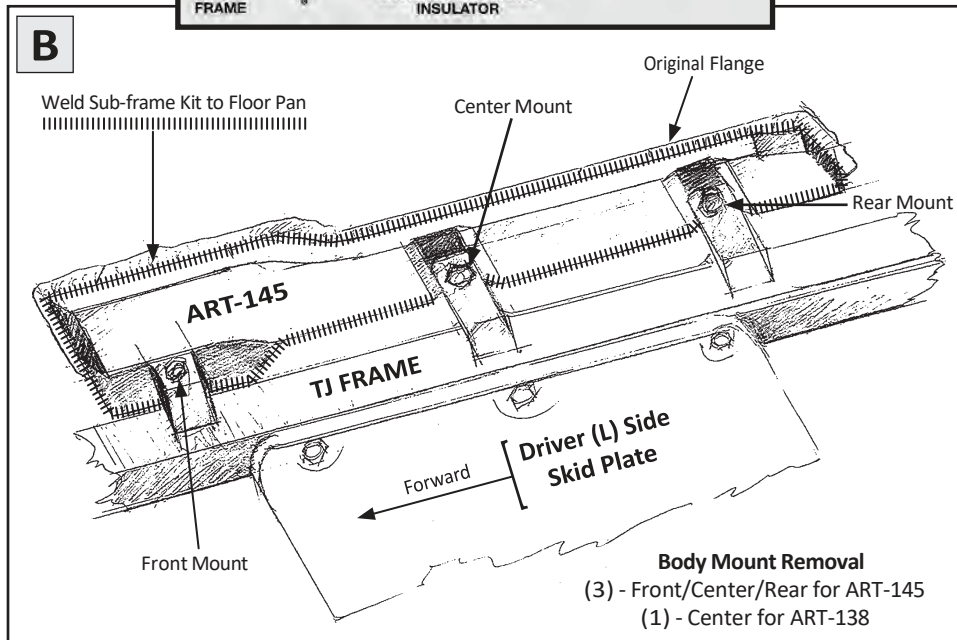 FRAME
INSULATOR
B
Original Flange
Weld Sub-frame Kit to Floor Pan
Center Mount
Rear Mount
ART-145
TJ FRAME
Driver (L) Side
Skid Plate
Forward
Front Mount
Body Mount Removal
(3) - Front/Center/Rear for ART-145
(1) - Center for ART-138